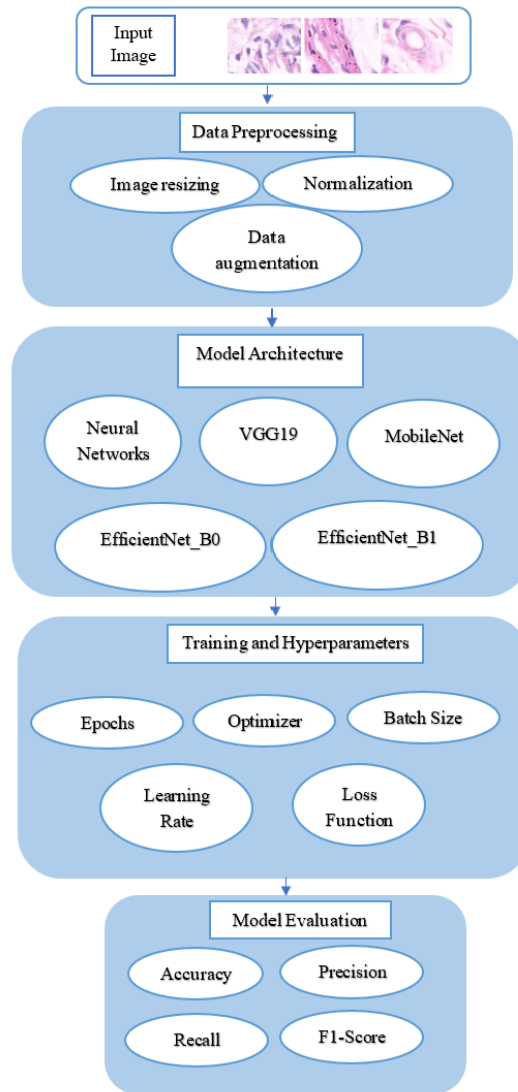 Input
Image
Data Preprocessing
Image resizing
Normalization
Data
augmentation
Model Architecture
Neural
Networks
VGG19
MobileNet
EfficientNet_B0
EfficientNet_B1
Training and Hyperparameters
Epochs
Optimizer
Batch Size
Learning
Rate
Loss
Function
Model Evaluation
Accuracy
Precision
Recall
F1-Score